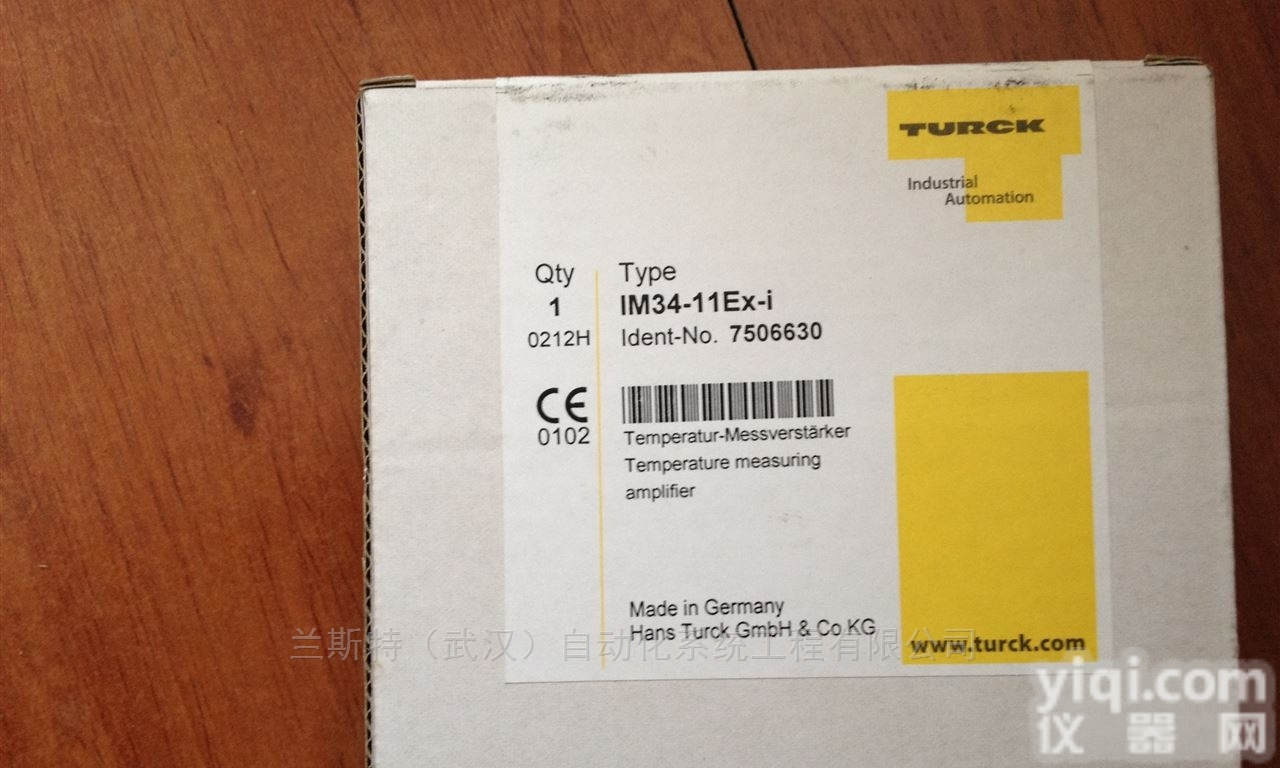 TURCK
Industrial
Automation
Qty
1
0212H
Type
IM34-11Ex-i
Ident-No. 7506630
CE
0102
Temperatur-Messverstärker
Temperature measuring
amplifier
Made in Germany
Hans Turck GmbH & Co KG
www.turck.com
兰斯特（武汉）自动化系统工程有限公司
yiqi.com
仪器网